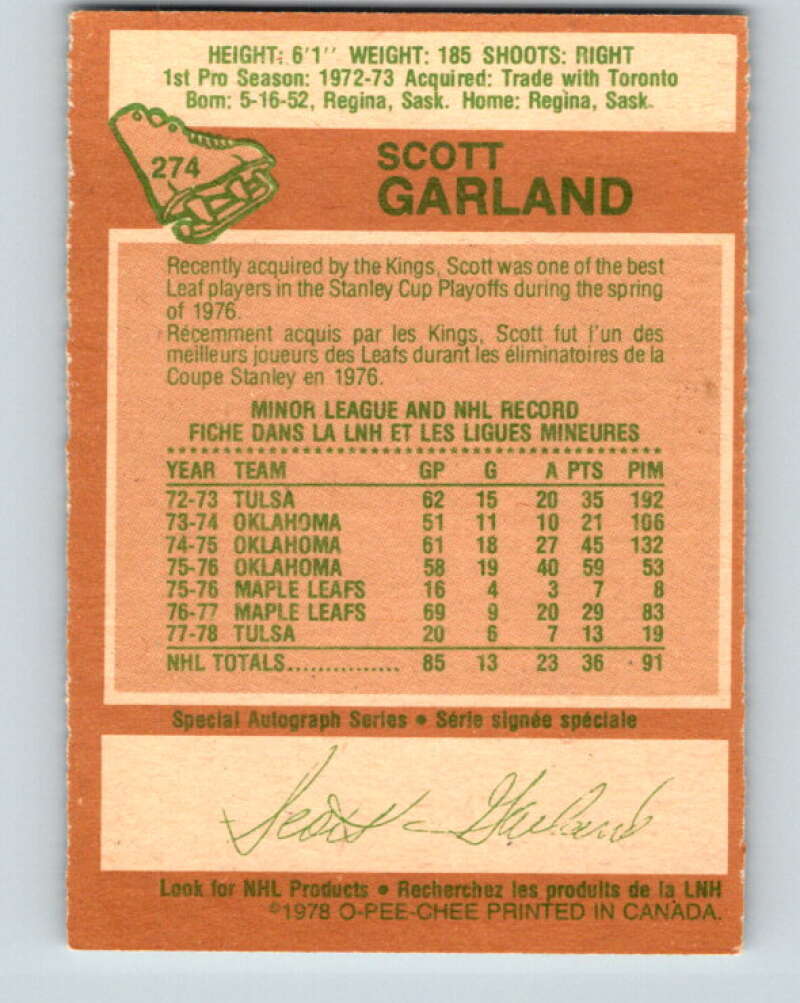 HEIGHT: 6'1'' WEIGHT: 185 SHOOTS: RIGHT
1st Pro Season: 1972-73 Acquired: Trade with Toronto
Born: 5-16-52, Regina, Sask. Home: Regina, Sask.
274
SCOTT
GARLAND
Recently acquired by the Kings, Scott was one of the best
Leaf players in the Stanley Cup Playoffs during the spring
of 1976.
Récemment acquis par les Kings, Scott fut l'un des
meilleurs joueurs des Leafs durant les éliminatoires de la
Coupe Stanley en 1976.
MINOR LEAGUE AND NHL RECORD
FICHE DANS LA LNH ET LES LIGUES MINEURES
YEAR TEAM GP G A PTS PIM
72-73 TULSA 62 15 20 35 192
73-74 OKLAHOMA 51 11 10 21 106
74-75 OKLAHOMA 61 18 27 45 132
75-76 OKLAHOMA 58 19 40 59 53
75-76 MAPLE LEAFS 16 4 3 7 8
76-77 MAPLE LEAFS 69 9 20 29 83
77-78 TULSA 20 6 7 13 19
NHL TOTALS............... 85 13 23 36 91
Special Autograph Series • Série signée spéciale
Scott Garland
Look for NHL Products • Recherchez les produits de la LNH
©1978 O-PEE-CHEE PRINTED IN CANADA.